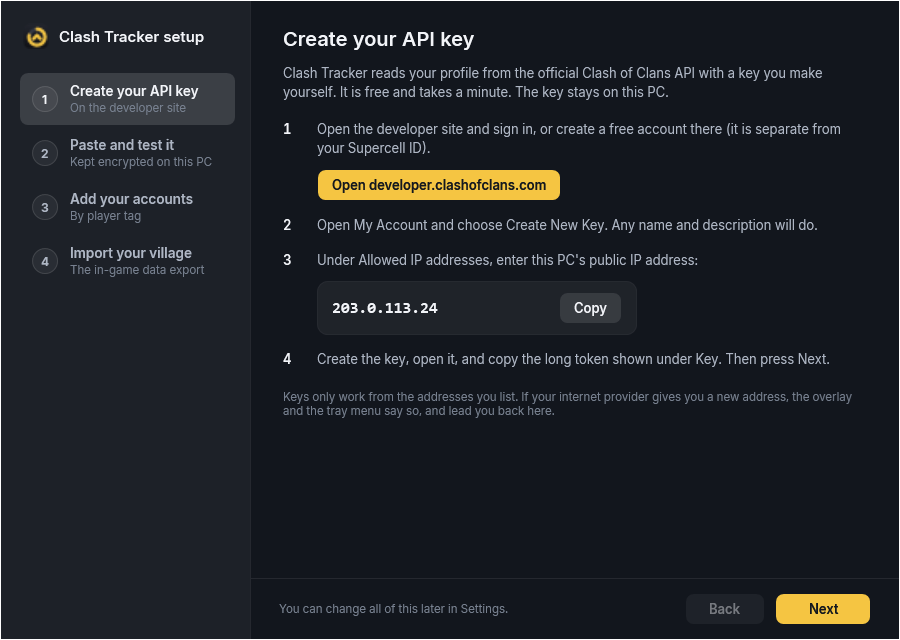 Clash Tracker setup
1
Create your API key
On the developer site
2
Paste and test it
Kept encrypted on this PC
3
Add your accounts
By player tag
4
Import your village
The in-game data export
Create your API key
Clash Tracker reads your profile from the official Clash of Clans API with a key you make
yourself. It is free and takes a minute. The key stays on this PC.
1 Open the developer site and sign in, or create a free account there (it is separate from
your Supercell ID).
Open developer.clashofclans.com
2 Open My Account and choose Create New Key. Any name and description will do.
3 Under Allowed IP addresses, enter this PC's public IP address:
203.0.113.24 Copy
4 Create the key, open it, and copy the long token shown under Key. Then press Next.
Keys only work from the addresses you list. If your internet provider gives you a new address, the overlay
and the tray menu say so, and lead you back here.
You can change all of this later in Settings. Back Next